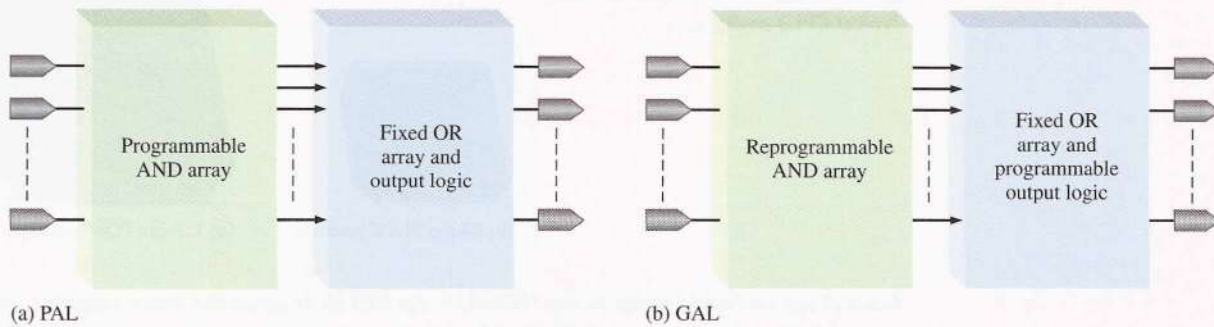 Programmable
AND array
Fixed OR
array and
output logic
(a) PAL
Reprogrammable
AND array
Fixed OR
array and
programmable
output logic
(b) GAL